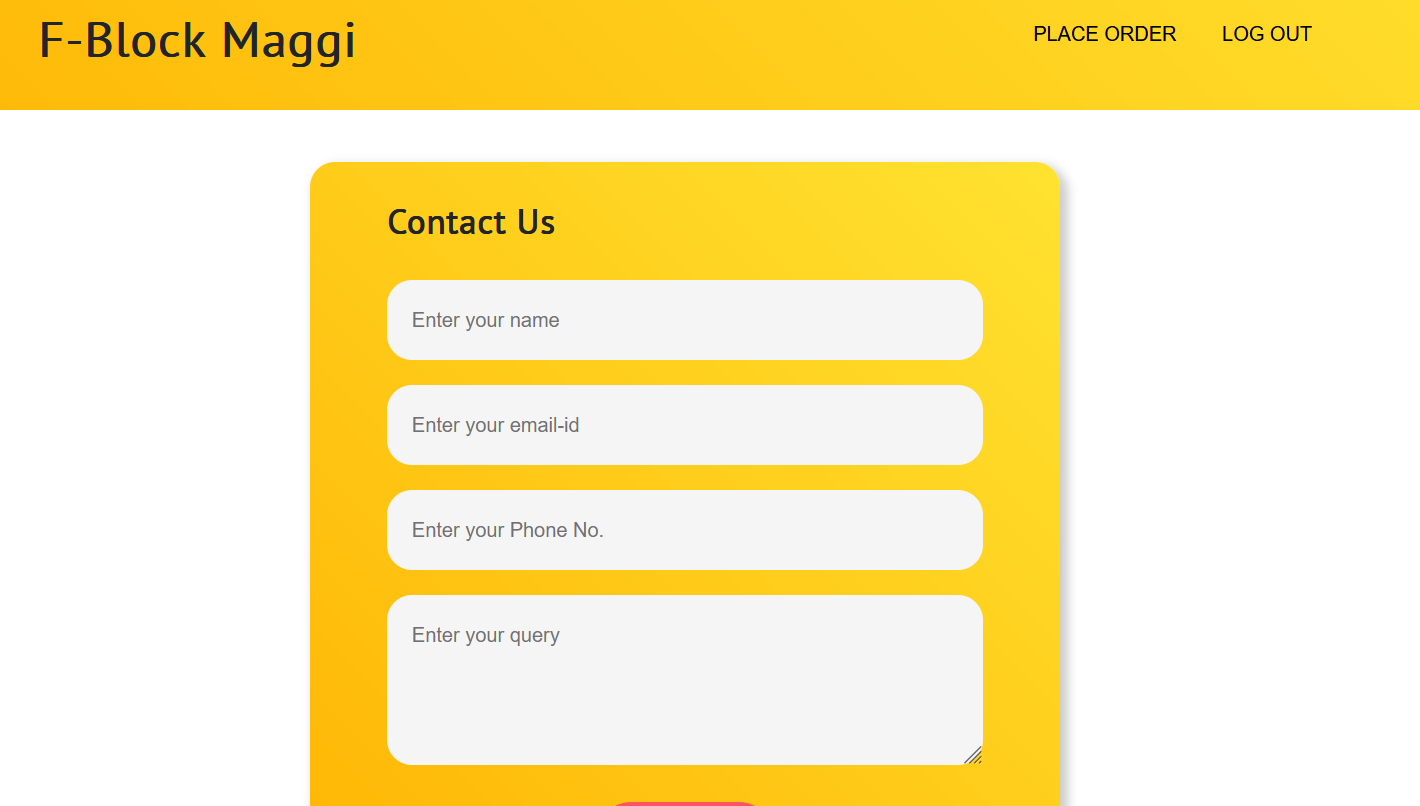 F-Block Maggi
PLACE ORDER LOG OUT
Contact Us
Enter your name
Enter your email-id
Enter your Phone No.
Enter your query